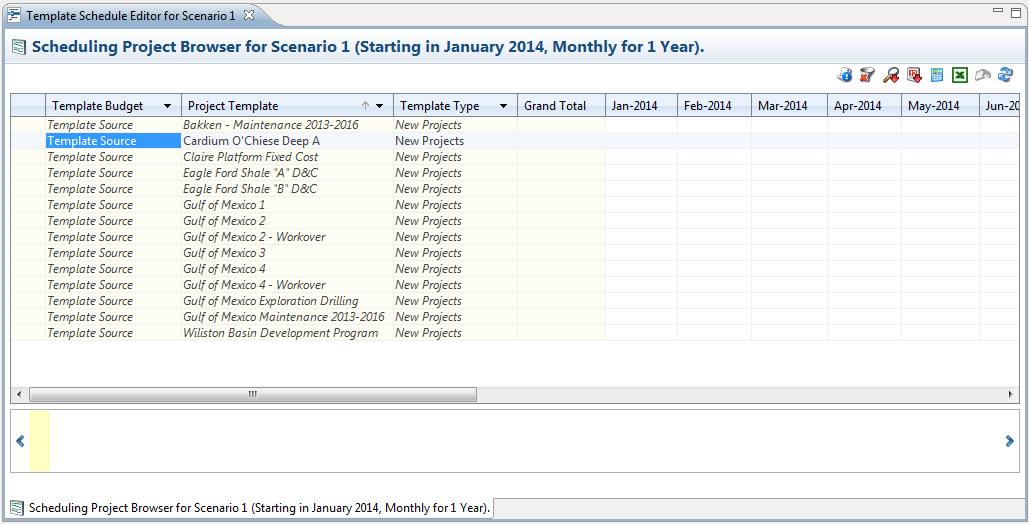 Template Schedule Editor for Scenario 1
Scheduling Project Browser for Scenario 1 (Starting in January 2014, Monthly for 1 Year).
Template Budget Project Template Template Type Grand Total Jan-2014 Feb-2014 Mar-2014 Apr-2014 May-2014 Jun-20
Template Source Bakken - Maintenance 2013-2016 New Projects
Template Source Cardium O'Chiese Deep A New Projects
Template Source Claire Platform Fixed Cost New Projects
Template Source Eagle Ford Shale "A" D&C New Projects
Template Source Eagle Ford Shale "B" D&C New Projects
Template Source Gulf of Mexico 1 New Projects
Template Source Gulf of Mexico 2 New Projects
Template Source Gulf of Mexico 2 - Workover New Projects
Template Source Gulf of Mexico 3 New Projects
Template Source Gulf of Mexico 4 New Projects
Template Source Gulf of Mexico 4 - Workover New Projects
Template Source Gulf of Mexico Exploration Drilling New Projects
Template Source Gulf of Mexico Maintenance 2013-2016 New Projects
Template Source Wiliston Basin Development Program New Projects
Scheduling Project Browser for Scenario 1 (Starting in January 2014, Monthly for 1 Year).